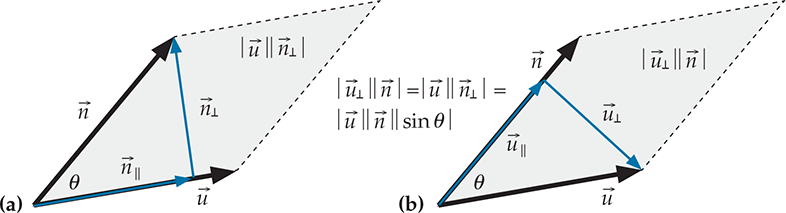 |u⃗||n⃗⊥|
n⃗
n⃗⊥
n⃗∥
θ
u⃗
(a)
|u⃗⊥||n⃗|=|u⃗||n⃗⊥|=
|u⃗||n⃗||sin θ|
n⃗
|u⃗⊥||n⃗|
u⃗⊥
u⃗∥
θ
u⃗
(b)